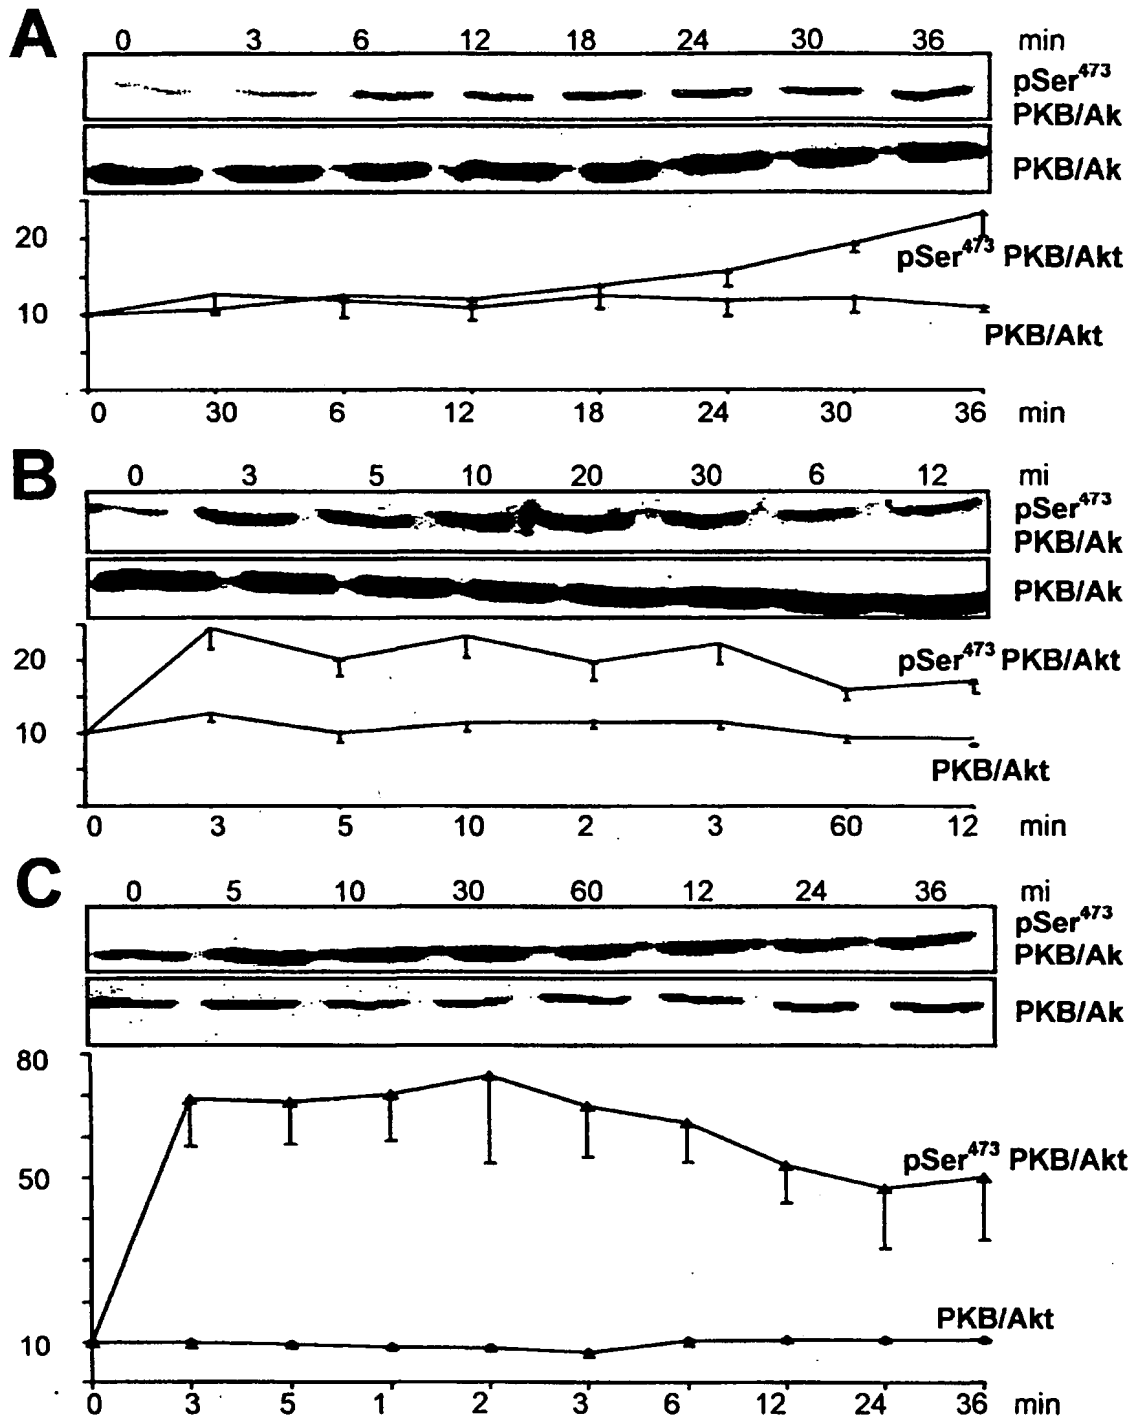 A
0 3 6 12 18 24 30 36 min
pSer473
PKB/Ak
PKB/Ak
20
pSer473 PKB/Akt
10
PKB/Akt
0 30 6 12 18 24 30 36 min
B
0 3 5 10 20 30 6 12 mi
pSer473
PKB/Ak
PKB/Ak
20
pSer473 PKB/Akt
10
PKB/Akt
0 3 5 10 2 3 60 12 min
C
0 5 10 30 60 12 24 36 mi
pSer473
PKB/Ak
PKB/Ak
80
pSer473 PKB/Akt
50
PKB/Akt
10
0 3 5 1 2 3 6 12 24 36 min